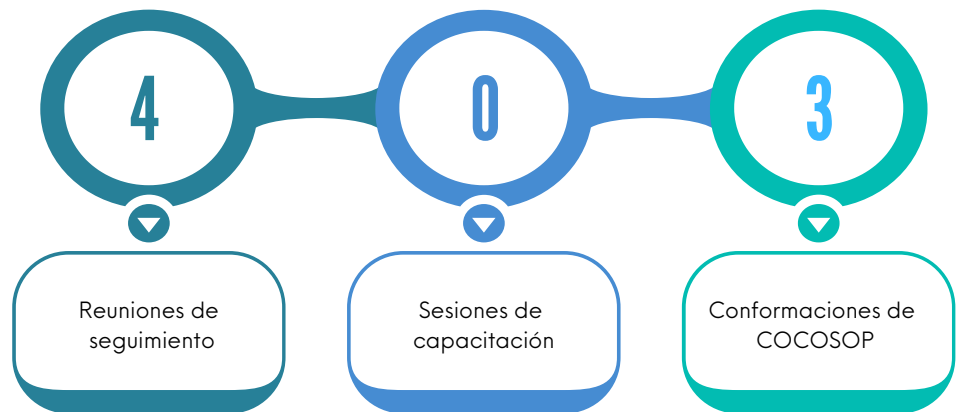 4
0
3
Reuniones de
seguimiento
Sesiones de
capacitación
Conformaciones de
COCOSOP